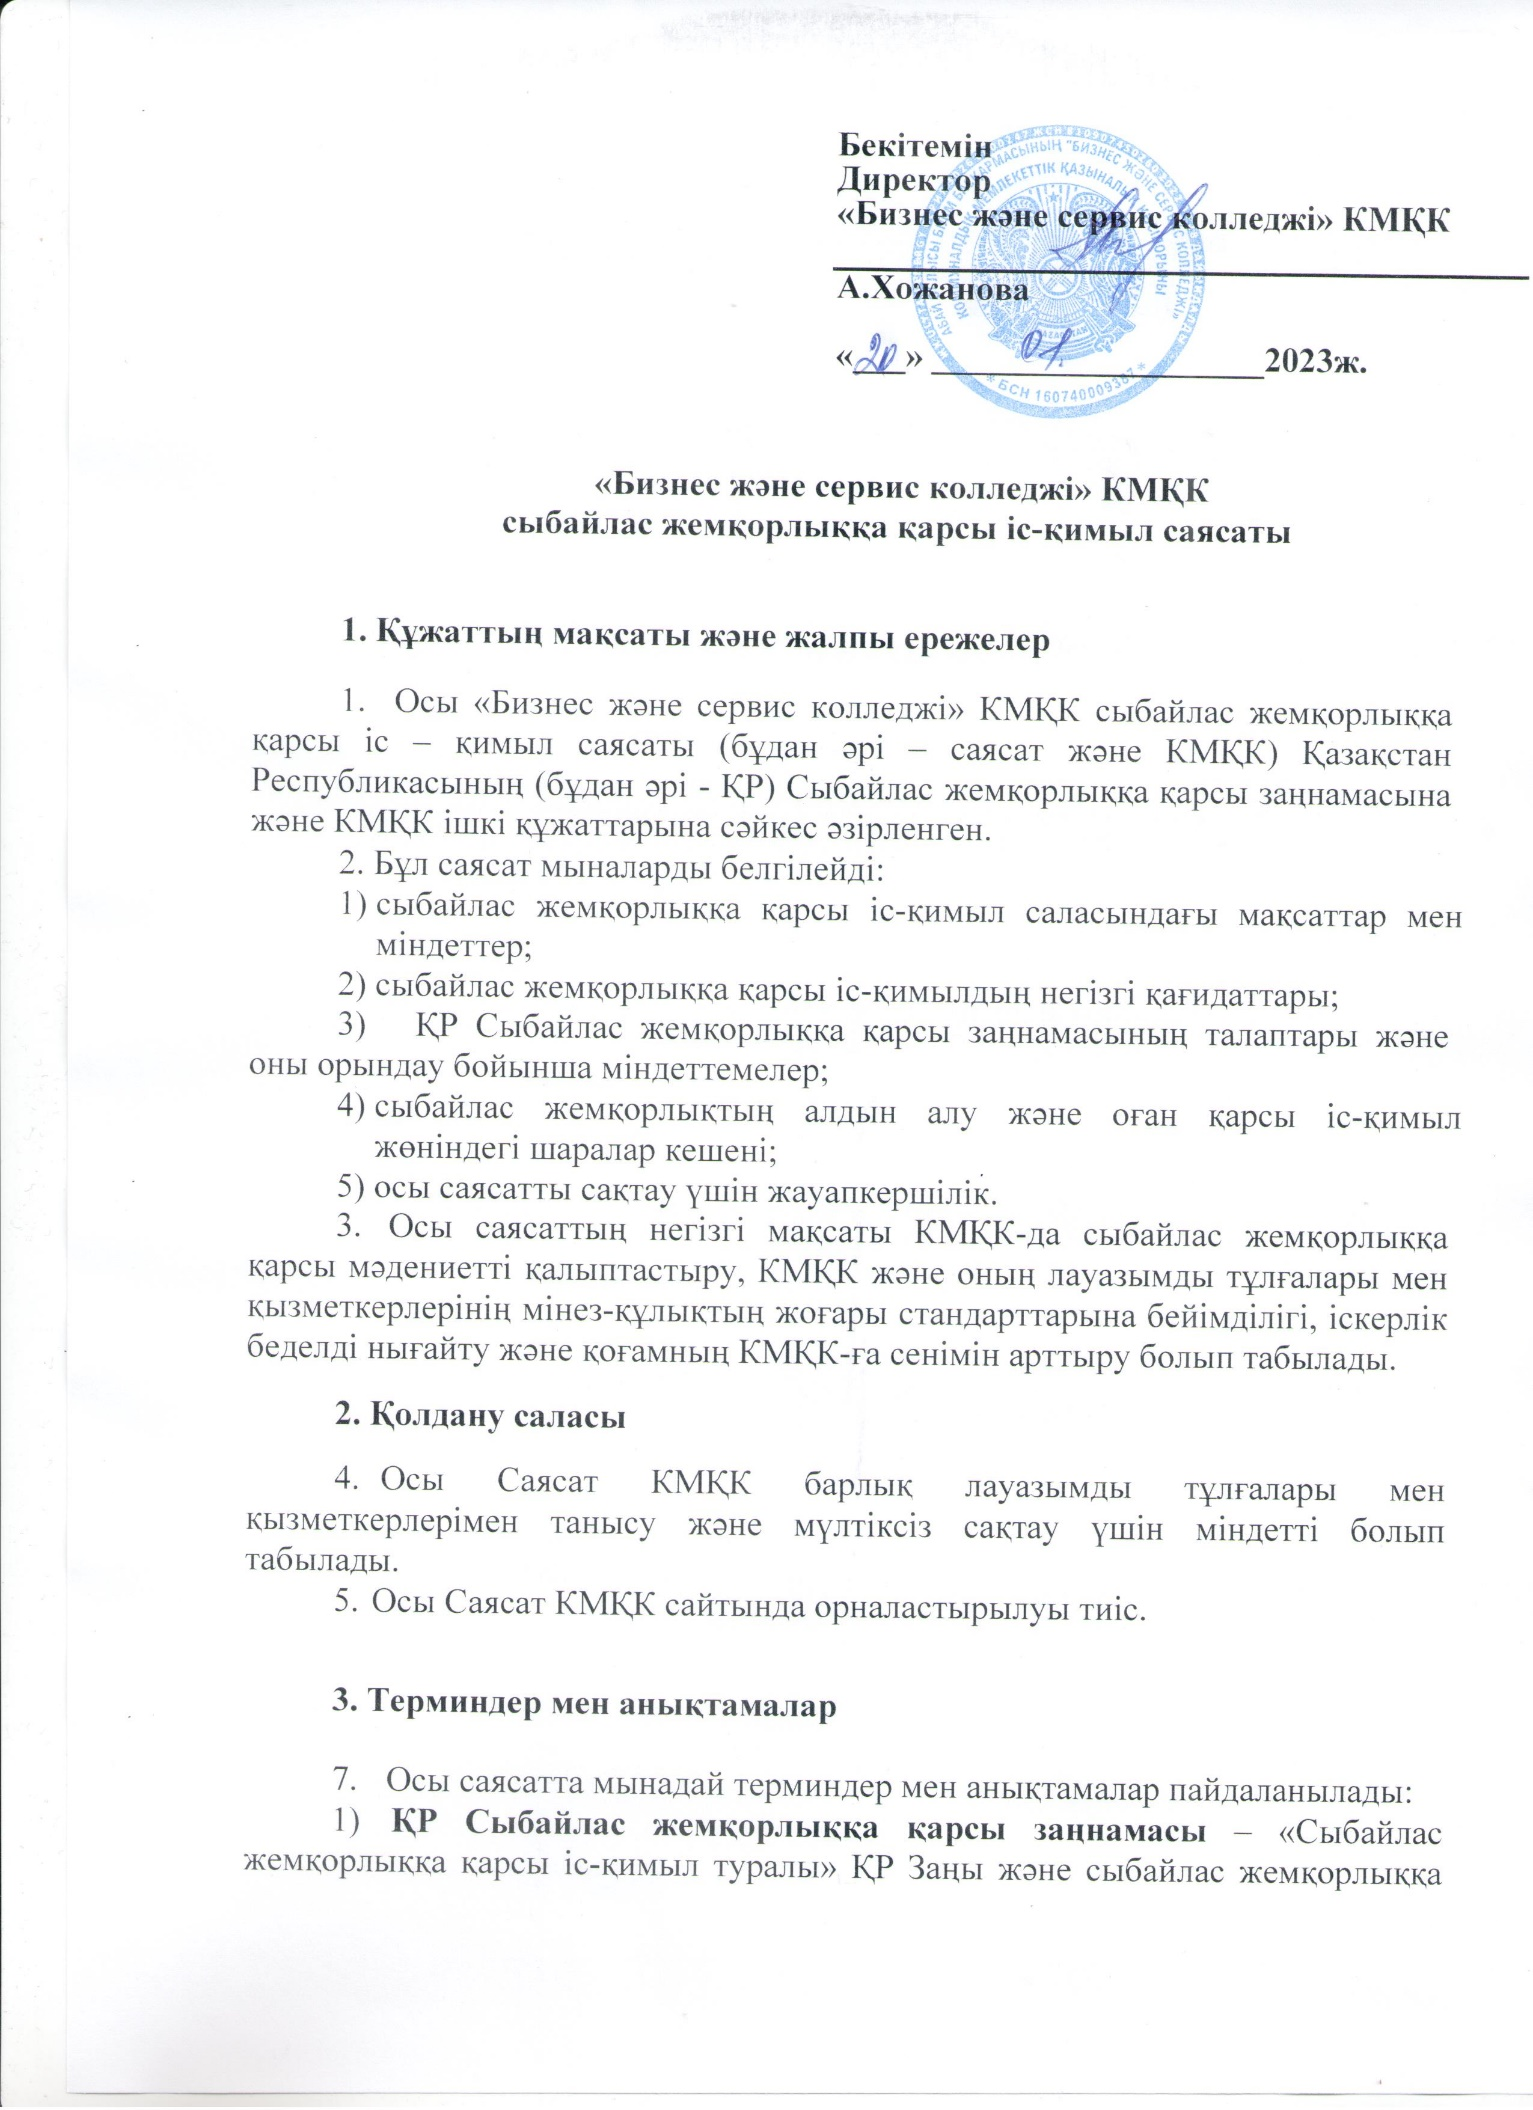 Бекітемін
Директор
«Бизнес және сервис колледжі» КМҚК
А.Хожанова
«20» 01. 2023ж.
* БСН 160740009387 *
«Бизнес және сервис колледжі» КМҚК
сыбайлас жемқорлыққа қарсы іс-қимыл саясаты
1. Құжаттың мақсаты және жалпы ережелер
1. Осы «Бизнес және сервис колледжі» КМҚК сыбайлас жемқорлыққа
қарсы іс – қимыл саясаты (бұдан әрі – саясат және КМҚК) Қазақстан
Республикасының (бұдан әрі - ҚР) Сыбайлас жемқорлыққа қарсы заңнамасына
және КМҚК ішкі құжаттарына сәйкес әзірленген.
2. Бұл саясат мыналарды белгілейді:
1) сыбайлас жемқорлыққа қарсы іс-қимыл саласындағы мақсаттар мен
міндеттер;
2) сыбайлас жемқорлыққа қарсы іс-қимылдың негізгі қағидаттары;
3) ҚР Сыбайлас жемқорлыққа қарсы заңнамасының талаптары және
оны орындау бойынша міндеттемелер;
4) сыбайлас жемқорлықтың алдын алу және оған қарсы іс-қимыл
жөніндегі шаралар кешені;
5) осы саясатты сақтау үшін жауапкершілік.
3. Осы саясаттың негізгі мақсаты КМҚК-да сыбайлас жемқорлыққа
қарсы мәдениетті қалыптастыру, КМҚК және оның лауазымды тұлғалары мен
қызметкерлерінің мінез-құлықтың жоғары стандарттарына бейімділігі, іскерлік
беделді нығайту және қоғамның КМҚК-ға сенімін арттыру болып табылады.
2. Қолдану саласы
4. Осы Саясат КМҚК барлық лауазымды тұлғалары мен
қызметкерлерімен танысу және мүлтіксіз сақтау үшін міндетті болып
табылады.
5. Осы Саясат КМҚК сайтында орналастырылуы тиіс.
3. Терминдер мен анықтамалар
7. Осы саясатта мынадай терминдер мен анықтамалар пайдаланылады:
1) ҚР Сыбайлас жемқорлыққа қарсы заңнамасы – «Сыбайлас
жемқорлыққа қарсы іс-қимыл туралы» ҚР Заңы және сыбайлас жемқорлыққа